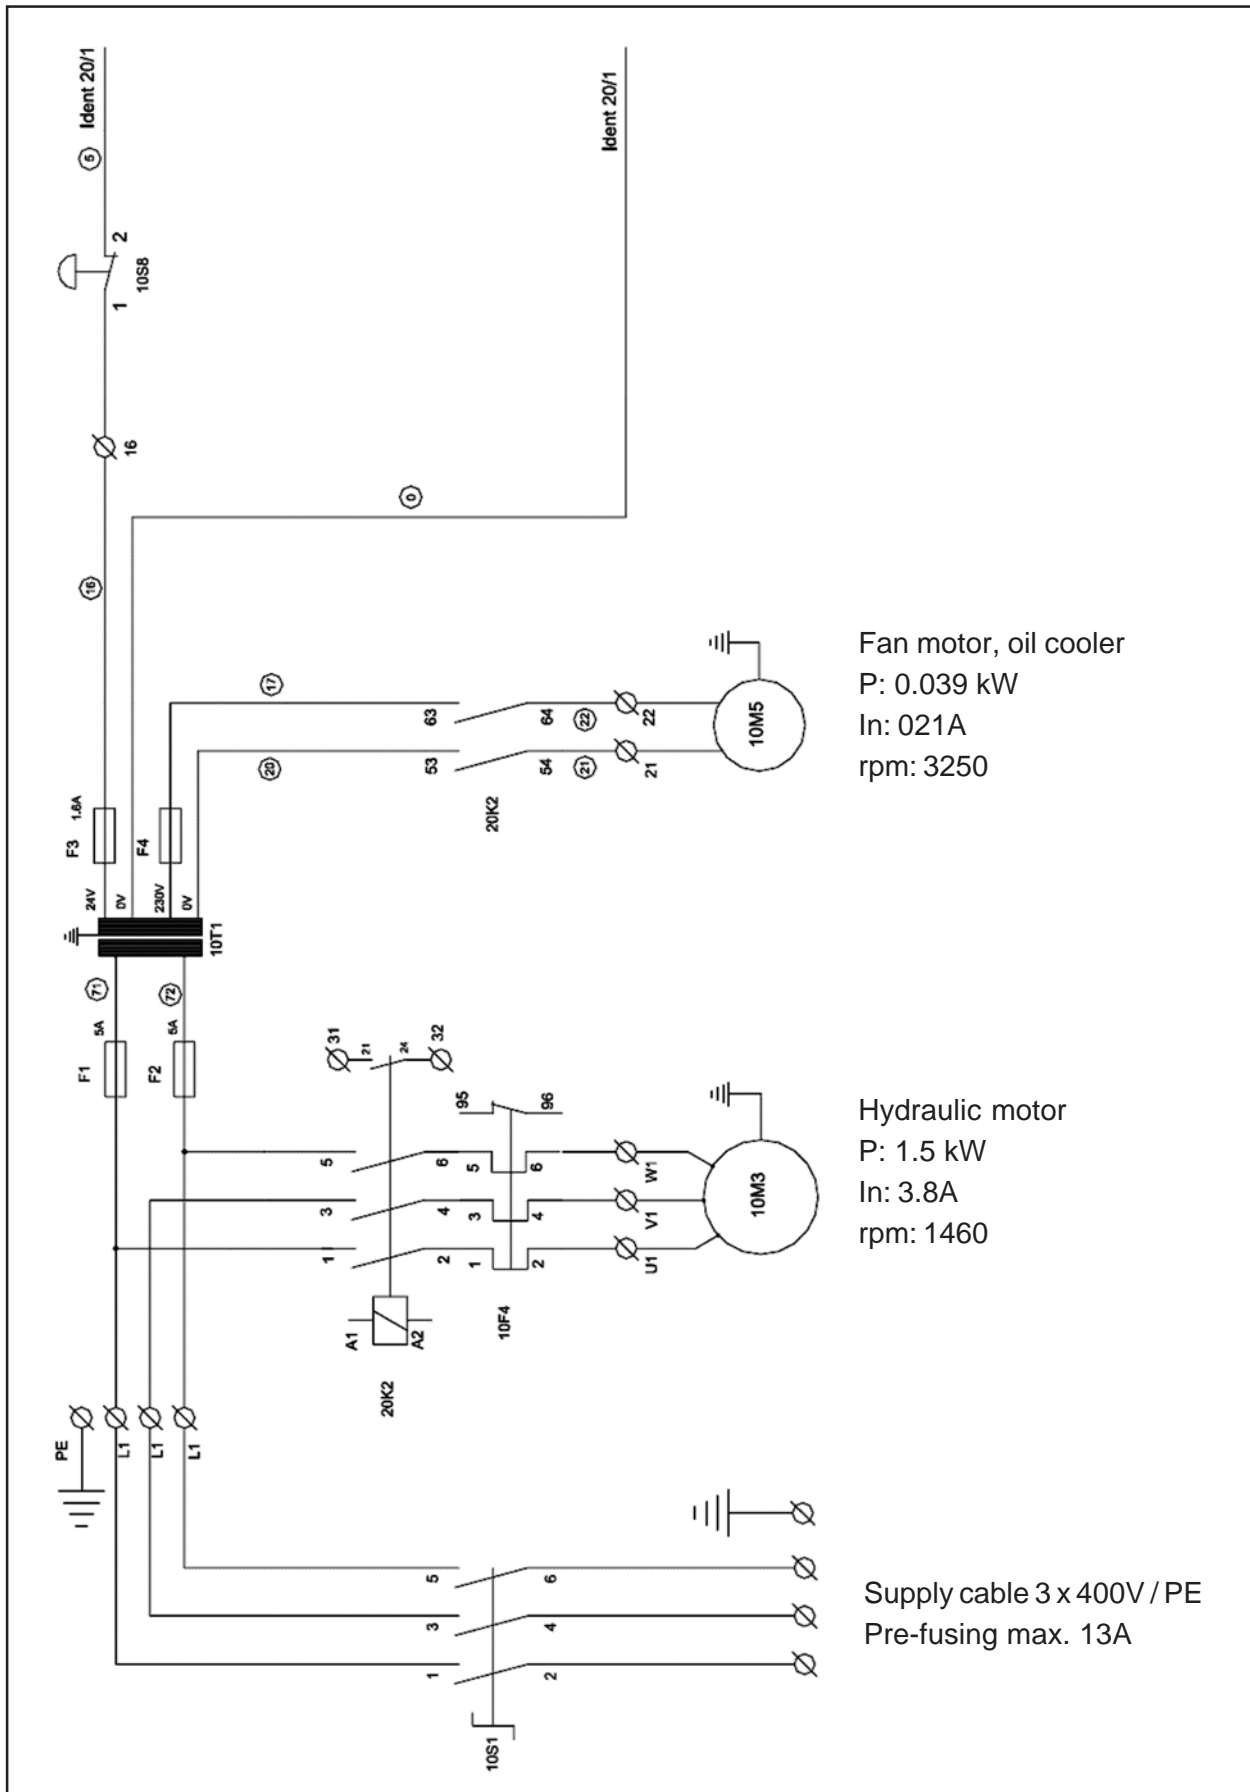 Ident 20/1
5
2
10S8
1
16
16
Ident 20/1
0
17
20
63
64
22
22
53
54
21
21
20K2
10M5
Fan motor, oil cooler
P: 0.039 kW
In: 021A
rpm: 3250
1.6A
F3
F4
24V
0V
230V
0V
10T1
71
72
5A
5A
F1
F2
31
21
24
32
95
96
5
6
5
6
W1
3
4
3
4
V1
1
2
1
2
U1
10F4
10M3
Hydraulic motor
P: 1.5 kW
In: 3.8A
rpm: 1460
A1
A2
20K2
PE
L1
L1
L1
5
6
3
4
1
2
10S1
Supply cable 3 x 400V / PE
Pre-fusing max. 13A